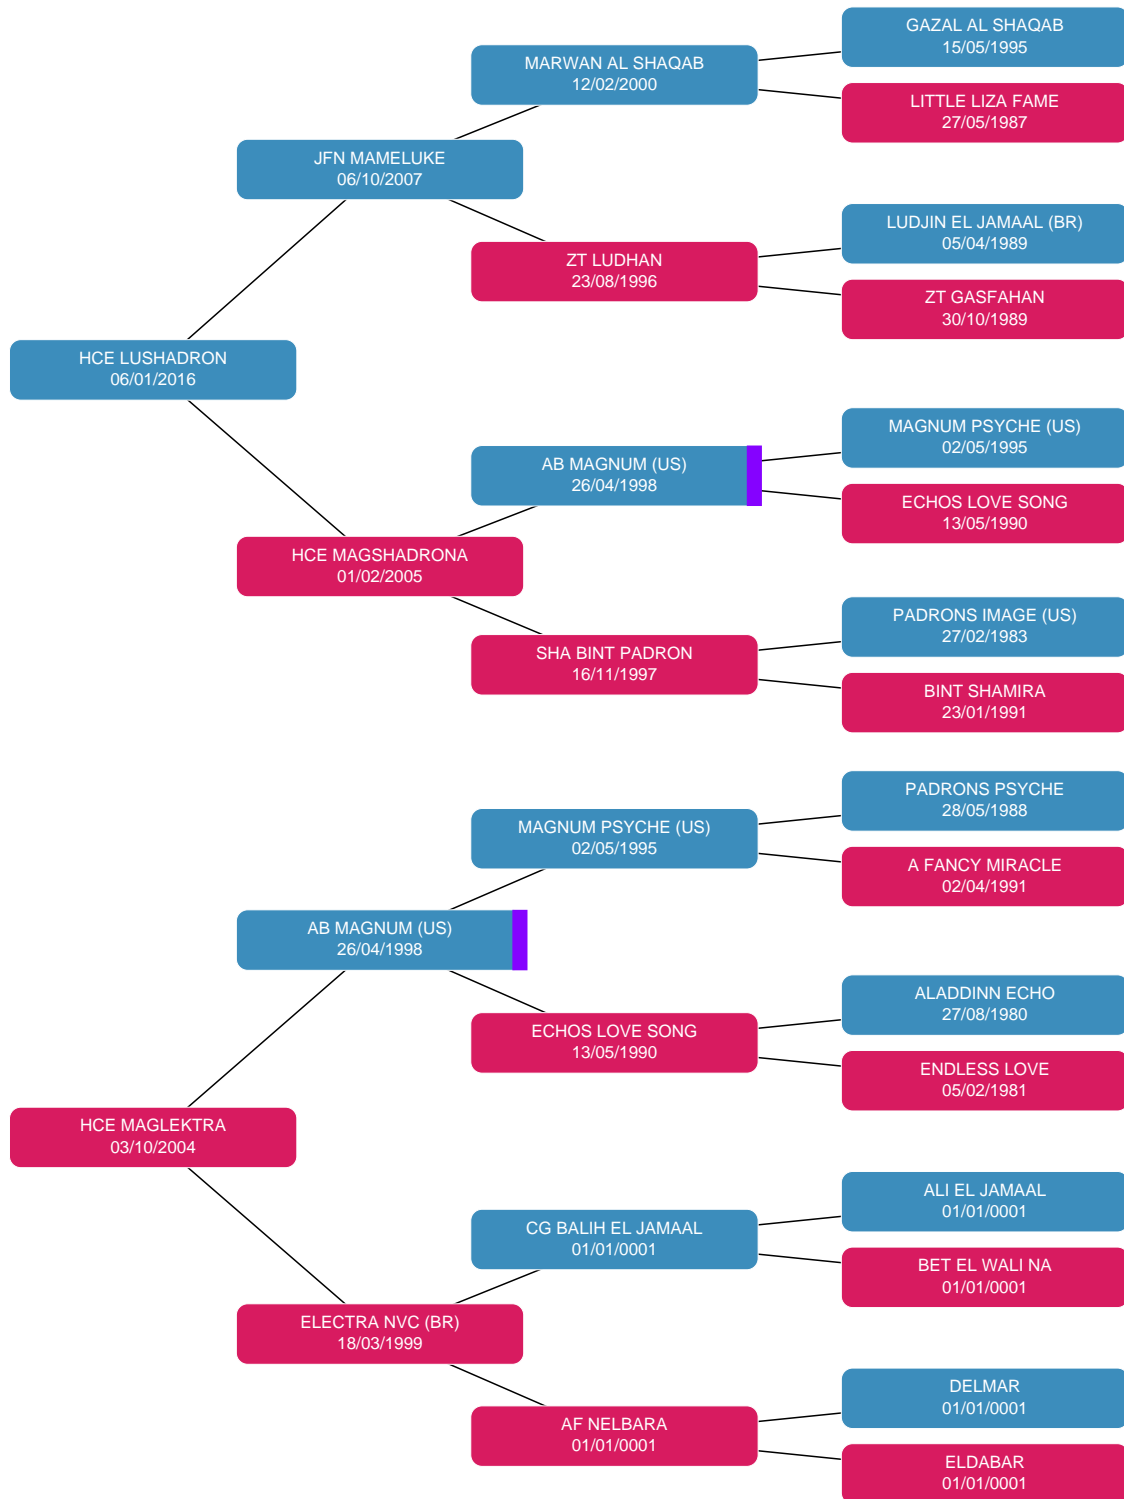 GAZAL AL SHAQAB
15/05/1995
MARWAN AL SHAQAB
12/02/2000
LITTLE LIZA FAME
27/05/1987
JFN MAMELUKE
06/10/2007
LUDJIN EL JAMAAL (BR)
05/04/1989
ZT LUDHAN
23/08/1996
ZT GASFAHAN
30/10/1989
HCE LUSHADRON
06/01/2016
MAGNUM PSYCHE (US)
02/05/1995
AB MAGNUM (US)
26/04/1998
ECHOS LOVE SONG
13/05/1990
HCE MAGSHADRONA
01/02/2005
PADRONS IMAGE (US)
27/02/1983
SHA BINT PADRON
16/11/1997
BINT SHAMIRA
23/01/1991
PADRONS PSYCHE
28/05/1988
MAGNUM PSYCHE (US)
02/05/1995
A FANCY MIRACLE
02/04/1991
AB MAGNUM (US)
26/04/1998
ALADDINN ECHO
27/08/1980
ECHOS LOVE SONG
13/05/1990
ENDLESS LOVE
05/02/1981
HCE MAGLEKTRA
03/10/2004
ALI EL JAMAAL
01/01/0001
CG BALIH EL JAMAAL
01/01/0001
BET EL WALI NA
01/01/0001
ELECTRA NVC (BR)
18/03/1999
DELMAR
01/01/0001
AF NELBARA
01/01/0001
ELDABAR
01/01/0001